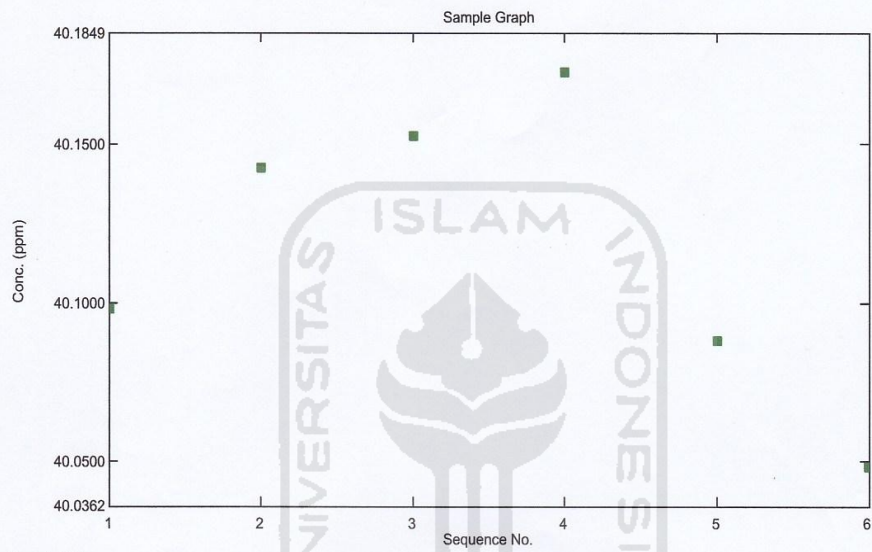 Sample Graph
40.1849
40.1500
40.1000
40.0500
40.0362
Conc. (ppm)
1 2 3 4 5 6
Sequence No.
ISLAM
UNIVERSITAS
INDONESI